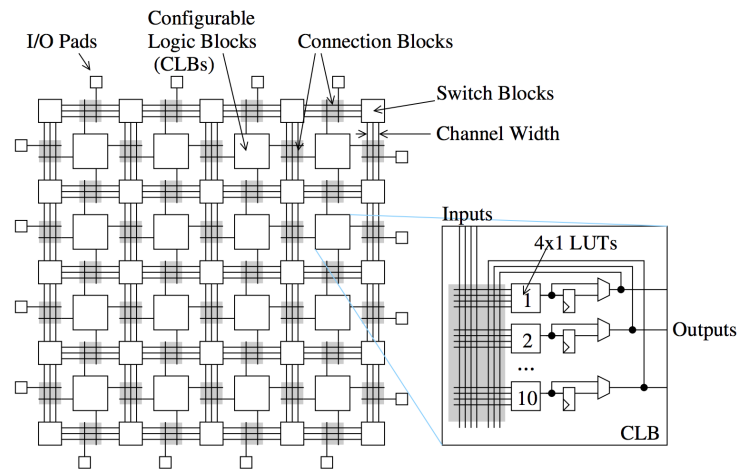 Configurable
I/O Pads
Logic Blocks
Connection Blocks
(CLBs)
Switch Blocks
Channel Width
Inputs
4x1 LUTs
1
2
Outputs
...
10
CLB